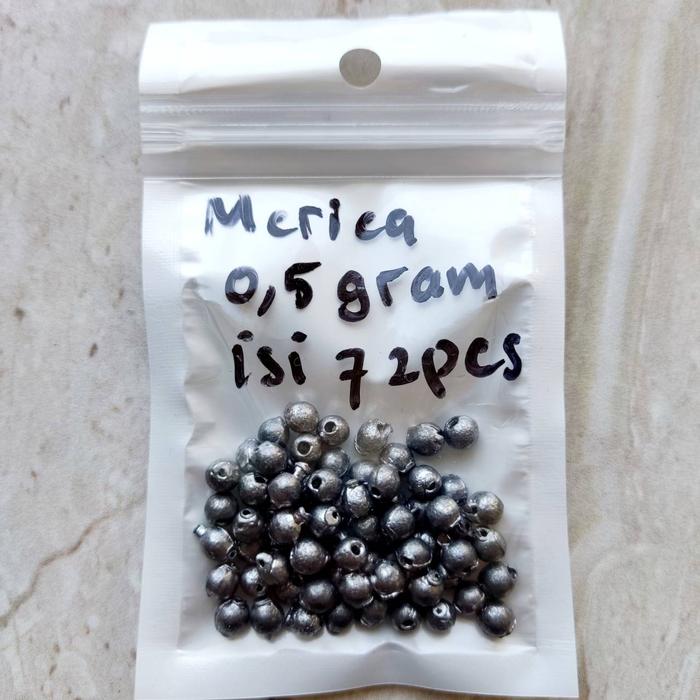 Merica
0,5 gram
isi 72pcs